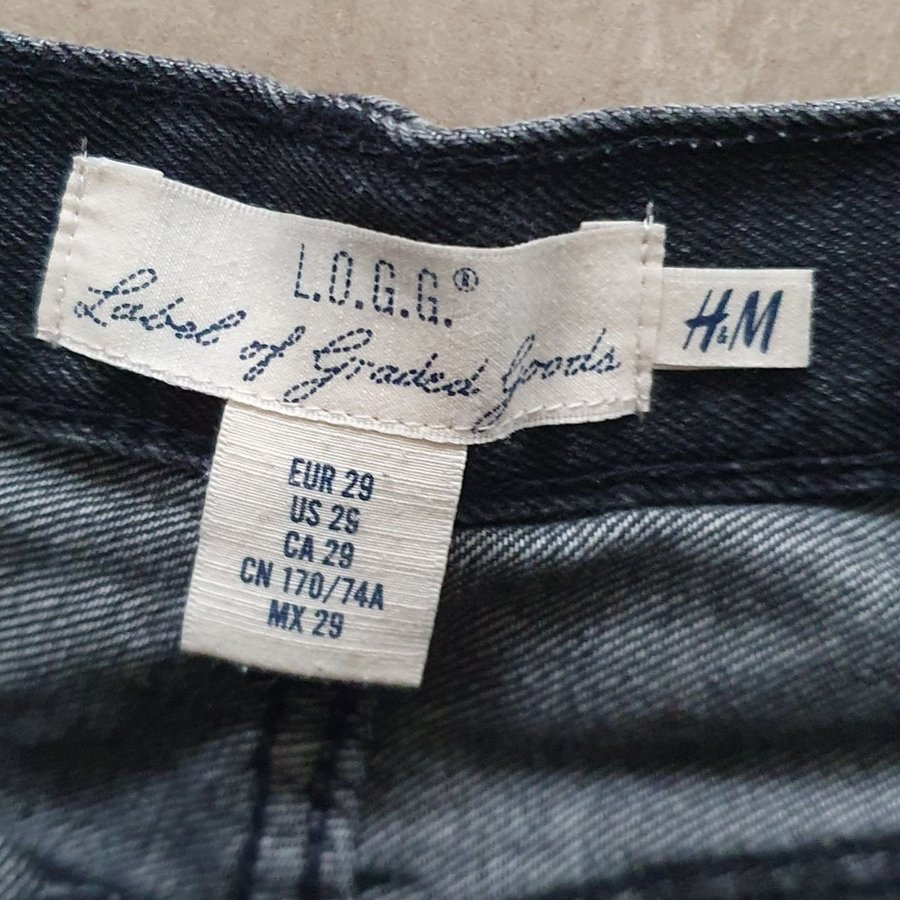 L.O.G.G.®
Label of Graded Goods
H&M
EUR 29
US 29
CA 29
CN 170/74A
MX 29